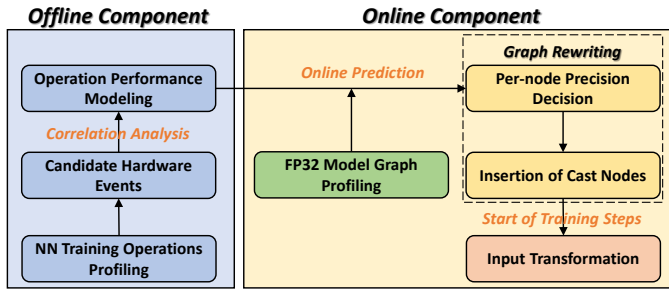 Offline Component
Operation Performance
Modeling
Correlation Analysis
Candidate Hardware
Events
NN Training Operations
Profiling
Online Component
Online Prediction
FP32 Model Graph
Profiling
Graph Rewriting
Per-node Precision
Decision
Insertion of Cast Nodes
Start of Training Steps
Input Transformation